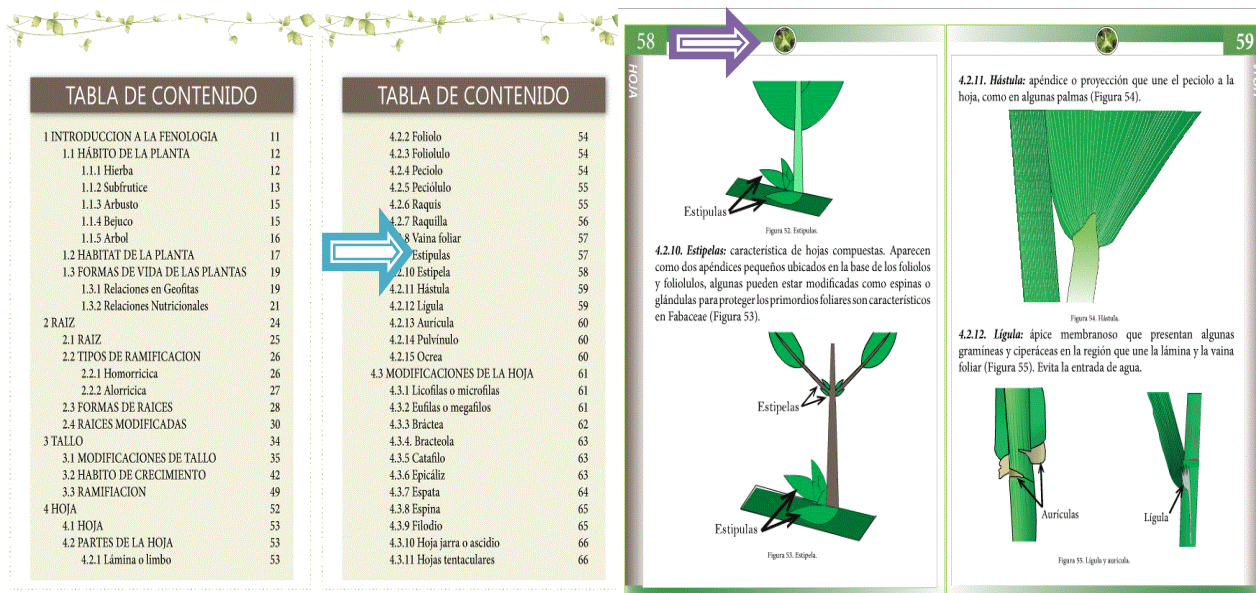 TABLA DE CONTENIDO
1 INTRODUCCION A LA FENOLOGIA 11
1.1 HÁBITO DE LA PLANTA 12
1.1.1 Hierba 12
1.1.2 Subfrutice 13
1.1.3 Arbusto 15
1.1.4 Bejuco 15
1.1.5 Arbol 16
1.2 HABITAT DE LA PLANTA 17
1.3 FORMAS DE VIDA DE LAS PLANTAS 19
1.3.1 Relaciones en Geofitas 19
1.3.2 Relaciones Nutricionales 21
2 RAIZ 24
2.1 RAIZ 25
2.2 TIPOS DE RAMIFICACION 26
2.2.1 Homorricica 26
2.2.2 Alorricica 27
2.3 FORMAS DE RAICES 28
2.4 RAICES MODIFICADAS 30
3 TALLO 34
3.1 MODIFICACIONES DE TALLO 35
3.2 HABITO DE CRECIMIENTO 42
3.3 RAMIFIACION 49
4 HOJA 52
4.1 HOJA 53
4.2 PARTES DE LA HOJA 53
4.2.1 Lámina o limbo 53
TABLA DE CONTENIDO
4.2.2 Foliolo 54
4.2.3 Foliolulo 54
4.2.4 Peciolo 54
4.2.5 Peciólulo 55
4.2.6 Raquis 55
4.2.7 Raquilla 56
8 Vaina foliar 57
Estipulas 57
2.10 Estipela 58
4.2.11 Hástula 59
4.2.12 Lígula 59
4.2.13 Aurícula 60
4.2.14 Pulvínulo 60
4.2.15 Ocrea 60
4.3 MODIFICACIONES DE LA HOJA 61
4.3.1 Licofilas o microfilas 61
4.3.2 Eufilas o megafilos 61
4.3.3 Bráctea 62
4.3.4. Bracteola 63
4.3.5 Catafilo 63
4.3.6 Epicáliz 63
4.3.7 Espata 64
4.3.8 Espina 65
4.3.9 Filodio 65
4.3.10 Hoja jarra o ascidio 66
4.3.11 Hojas tentaculares 66
58
HOJA
Estipulas
Figura 52. Estipulas.
4.2.10. Estipelas: característica de hojas compuestas. Aparecen
como dos apéndices pequeños ubicados en la base de los foliolos
y foliolulos, algunas pueden estar modificadas como espinas o
glándulas para proteger los primordios foliares son característicos
en Fabaceae (Figura 53).
Estipelas
Estipulas
Figura 53. Estipela.
59
4.2.11. Hástula: apéndice o proyección que une el peciolo a la
hoja, como en algunas palmas (Figura 54).
Figura 54. Hástula.
4.2.12. Lígula: ápice membranoso que presentan algunas
gramíneas y ciperáceas en la región que une la lámina y la vaina
foliar (Figura 55). Evita la entrada de agua.
Aurículas
Lígula
Figura 55. Lígula y aurícula.